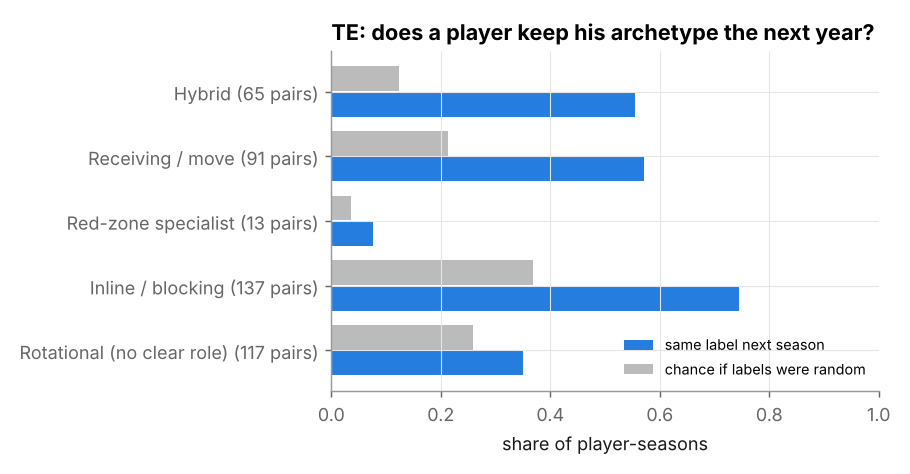 TE: does a player keep his archetype the next year?
Hybrid (65 pairs)
Receiving / move (91 pairs)
Red-zone specialist (13 pairs)
Inline / blocking (137 pairs)
Rotational (no clear role) (117 pairs)
same label next season
chance if labels were random
0.0 0.2 0.4 0.6 0.8 1.0
share of player-seasons